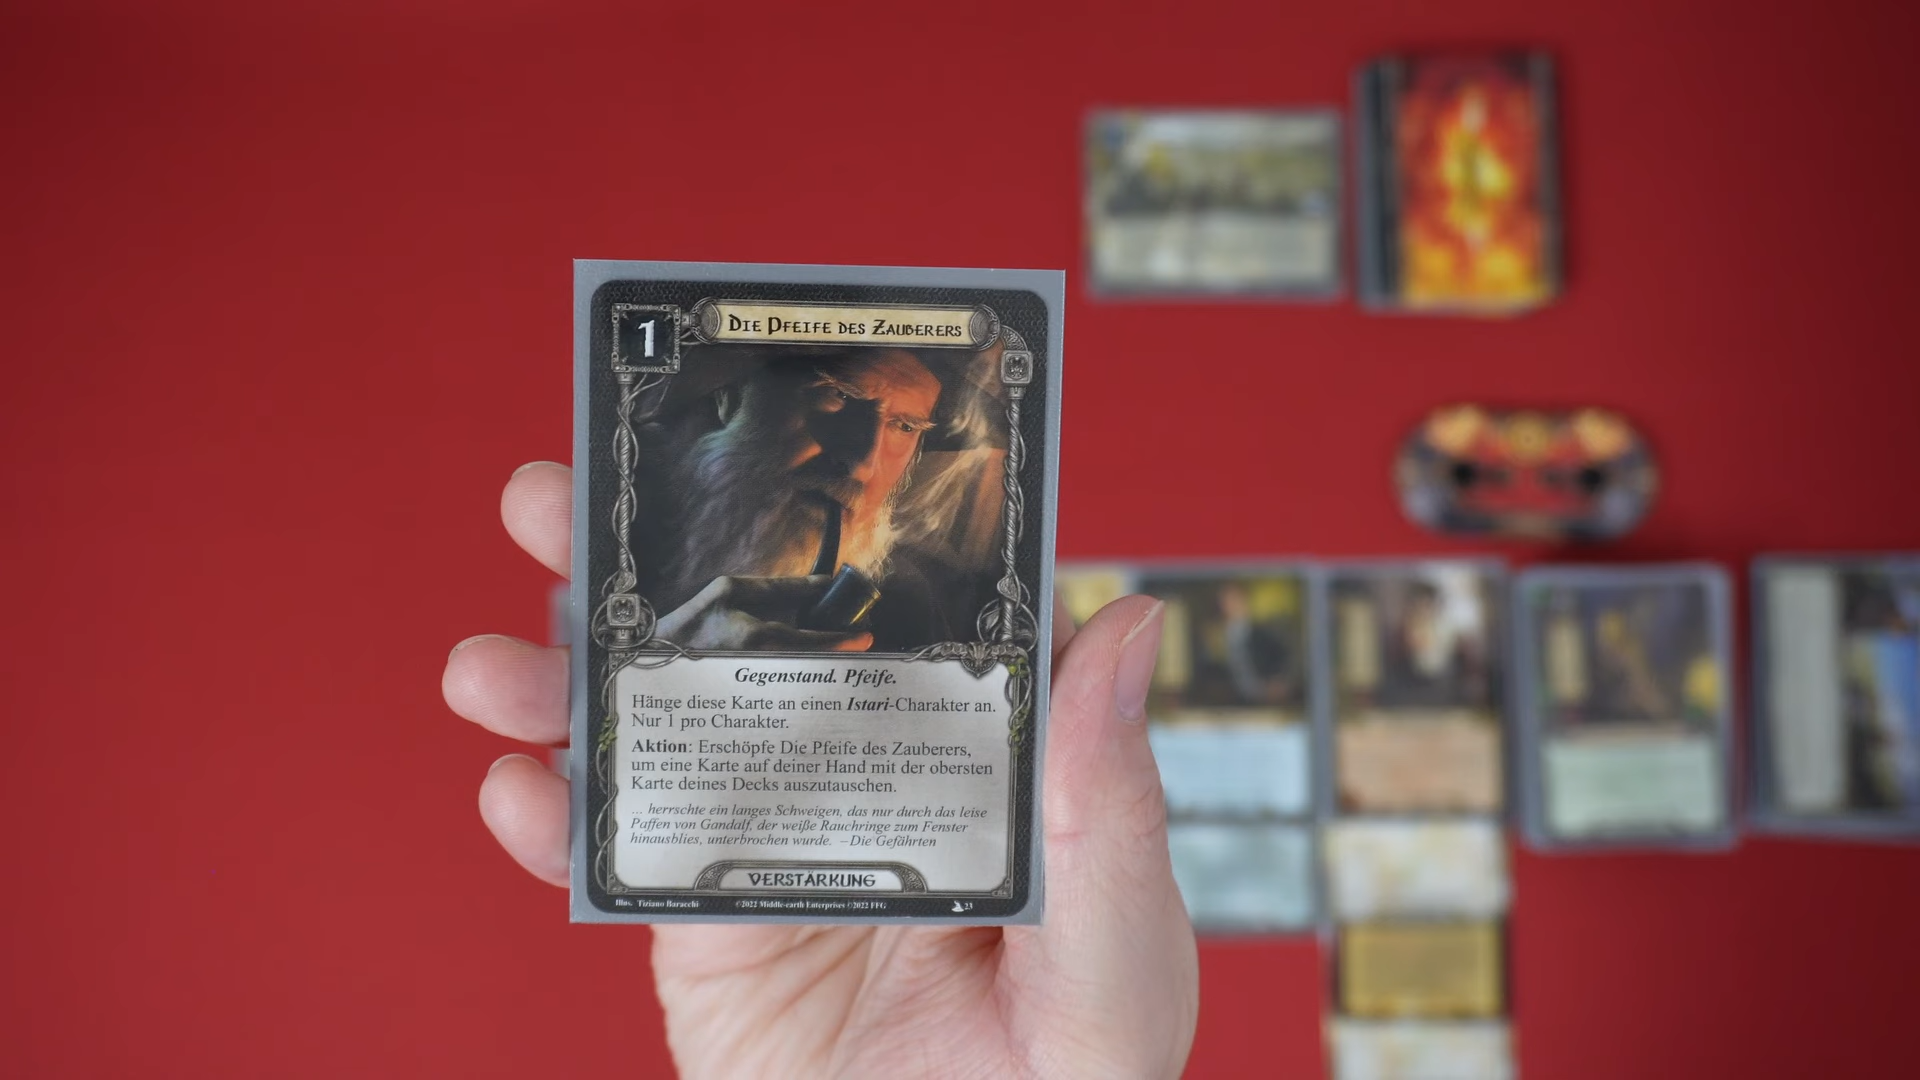 1
Die Pfeife des Zauberers
Gegenstand. Pfeife.
Hänge diese Karte an einen Istari-Charakter an.
Nur 1 pro Charakter.
Aktion: Erschöpfe Die Pfeife des Zauberers,
um eine Karte auf deiner Hand mit der obersten
Karte deines Decks auszutauschen.
... herrschte ein langes Schweigen, das nur durch das leise
Paffen von Gandalf, der weiße Rauchringe zum Fenster
hinausblies, unterbrochen wurde. –Die Gefährten
VERSTÄRKUNG
Illus. Tiziano Baracchi ©2022 Middle-earth Enterprises ©2022 FFG 23